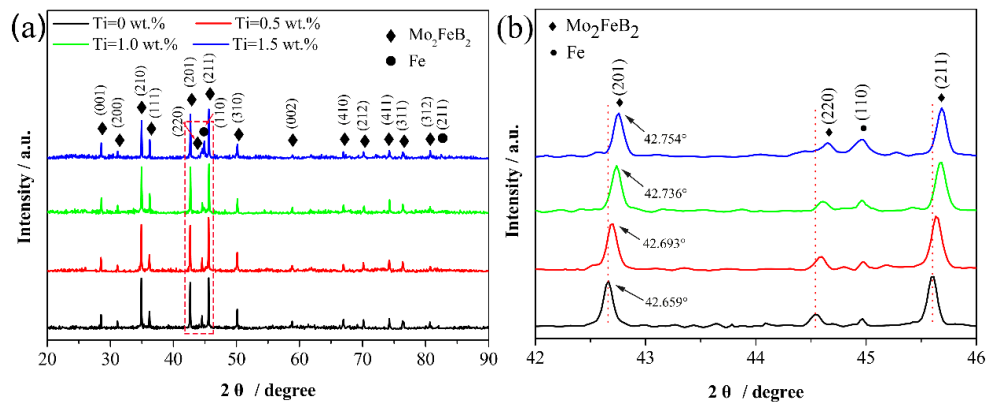 (a)
Ti=0 wt.%
Ti=0.5 wt.%
Ti=1.0 wt.%
Ti=1.5 wt.%
Mo2FeB2
Fe
(001)
(200)
(210)
(111)
(220)
(201)
(110)
(211)
(310)
(002)
(410)
(212)
(411)
(311)
(312)
(211)
Intensity / a.u.
20 30 40 50 60 70 80 90
2 θ / degree
(b)
Mo2FeB2
Fe
(201)
(220)
(110)
(211)
42.754°
42.736°
42.693°
42.659°
Intensity / a.u.
42 43 44 45 46
2 θ / degree